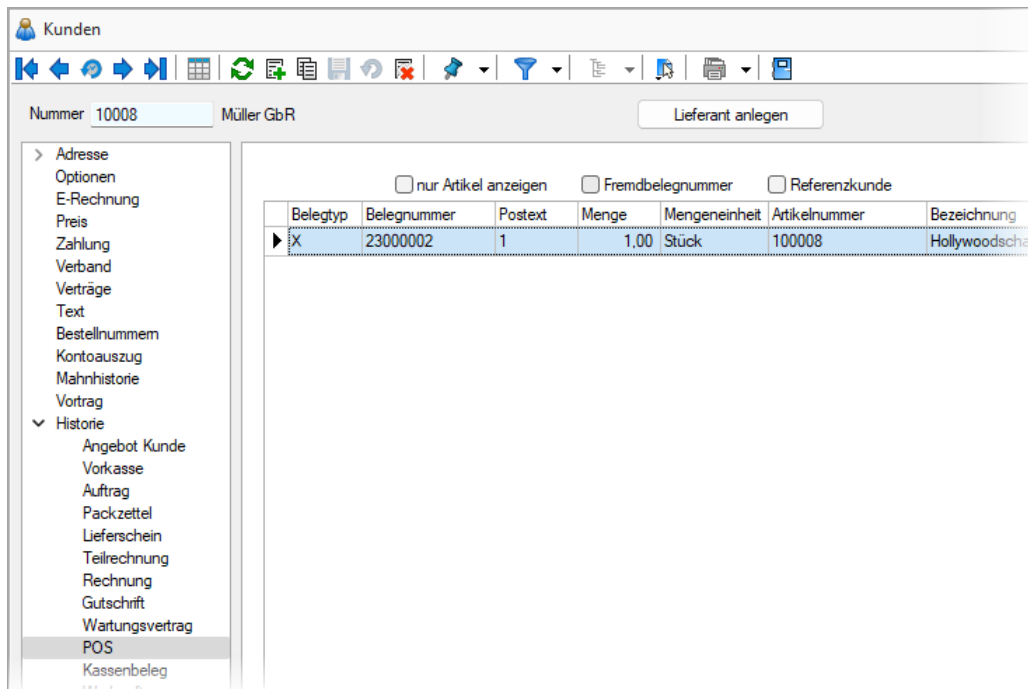 Kunden
Nummer 10008 Müller GbR Lieferant anlegen
Adresse
Optionen
E-Rechnung
Preis
Zahlung
Verband
Verträge
Text
Bestellnummern
Kontoauszug
Mahnhistorie
Vortrag
Historie
Angebot Kunde
Vorkasse
Auftrag
Packzettel
Lieferschein
Teilrechnung
Rechnung
Gutschrift
Wartungsvertrag
POS
Kassenbeleg
nur Artikel anzeigen Fremdbelegnummer Referenzkunde
Belegtyp Belegnummer Postext Menge Mengeneinheit Artikelnummer Bezeichnung
X 23000002 1 1,00 Stück 100008 Hollywoodscha